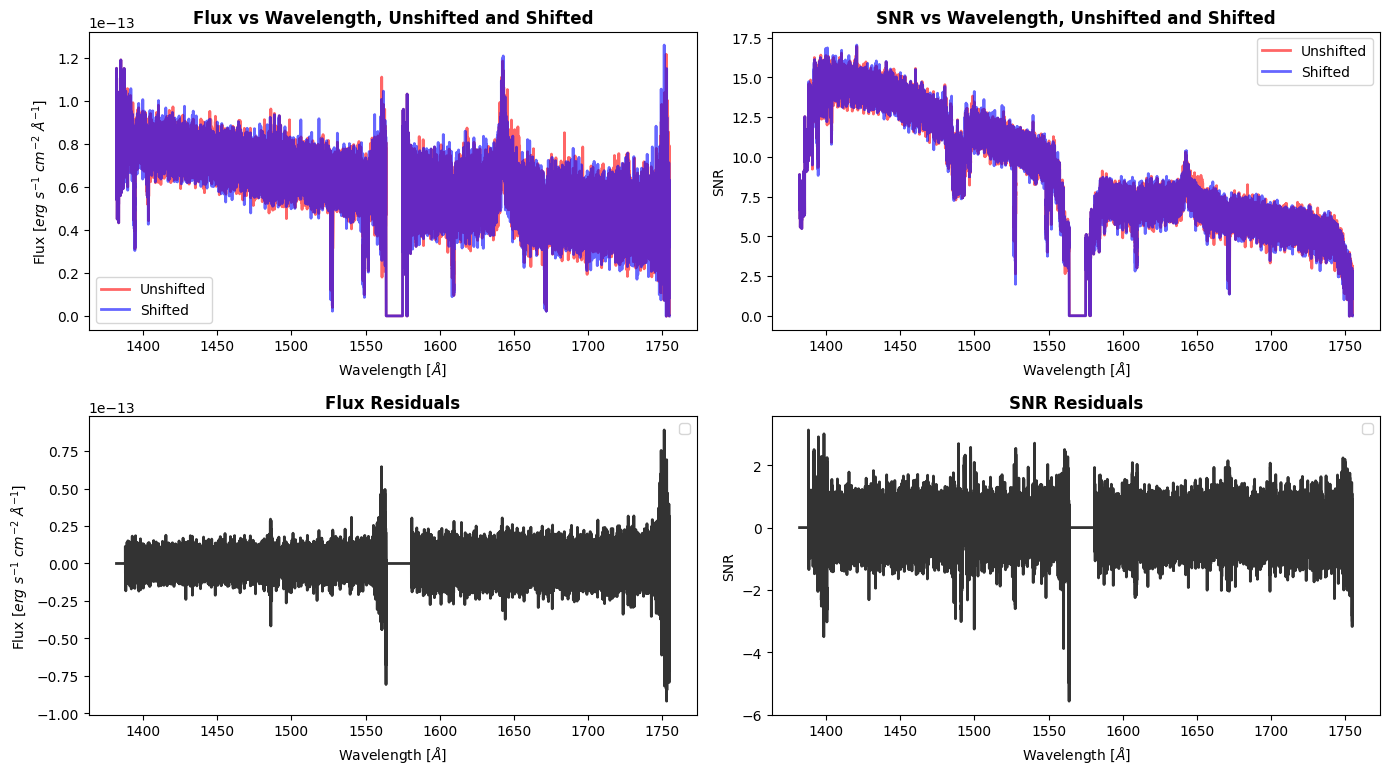 Flux vs Wavelength, Unshifted and Shifted
1e−13
Flux [erg s⁻¹ cm⁻² Å⁻¹]
1.2
1.0
0.8
0.6
0.4
0.2
0.0
Unshifted
Shifted
1400 1450 1500 1550 1600 1650 1700 1750
Wavelength [Å]
SNR vs Wavelength, Unshifted and Shifted
SNR
17.5
15.0
12.5
10.0
7.5
5.0
2.5
0.0
Unshifted
Shifted
1400 1450 1500 1550 1600 1650 1700 1750
Wavelength [Å]
Flux Residuals
1e−13
Flux [erg s⁻¹ cm⁻² Å⁻¹]
0.75
0.50
0.25
0.00
−0.25
−0.50
−0.75
−1.00
1400 1450 1500 1550 1600 1650 1700 1750
Wavelength [Å]
SNR Residuals
SNR
2
0
−2
−4
−6
1400 1450 1500 1550 1600 1650 1700 1750
Wavelength [Å]